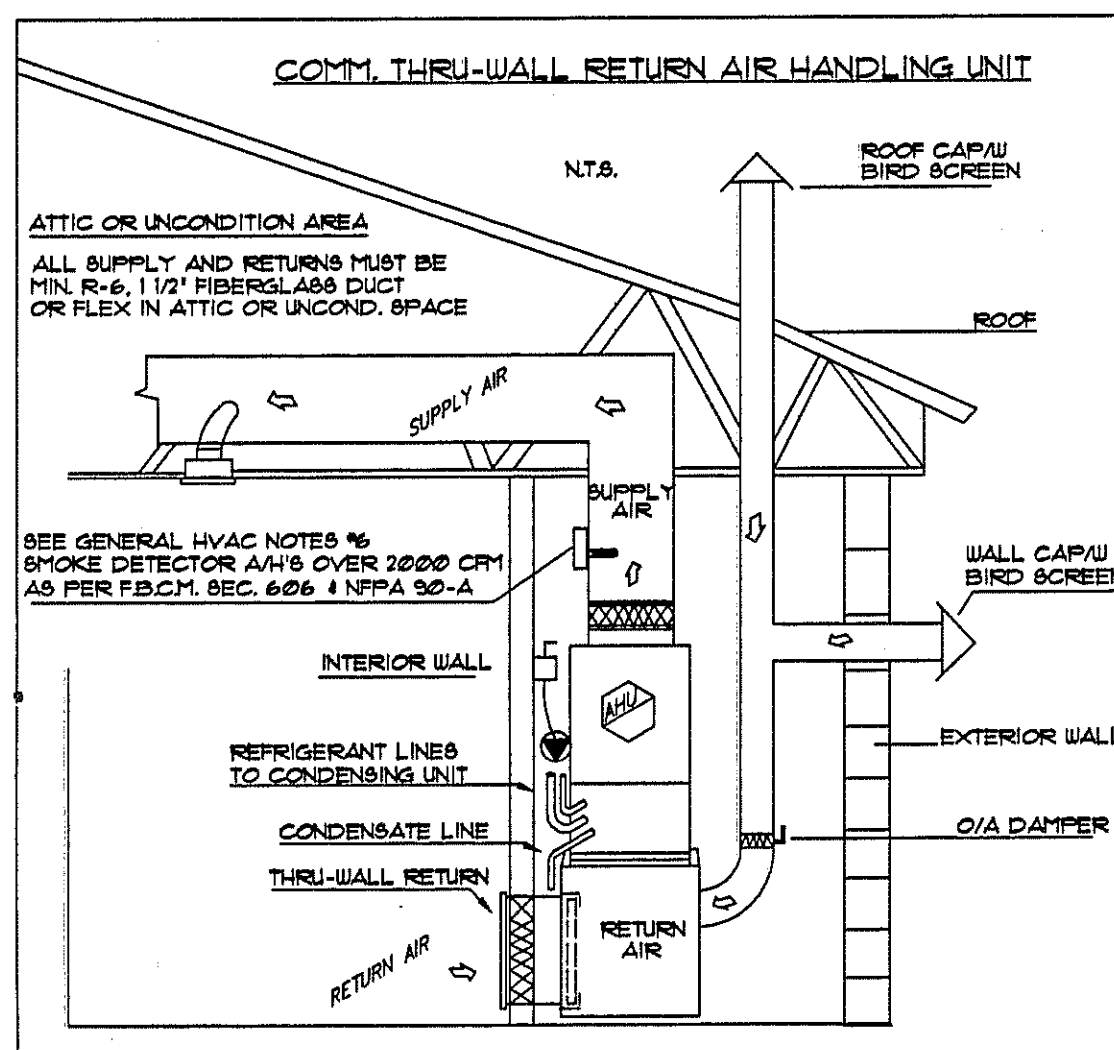 COMM. THRU-WALL RETURN AIR HANDLING UNIT
N.T.S.
ROOF CAP/W
BIRD SCREEN
ATTIC OR UNCONDITION AREA
ALL SUPPLY AND RETURNS MUST BE
MIN. R-6, 1 1/2" FIBERGLASS DUCT
OR FLEX IN ATTIC OR UNCOND. SPACE
ROOF
SUPPLY AIR
SUPPLY
AIR
SEE GENERAL HVAC NOTES #6
SMOKE DETECTOR A/H'S OVER 2000 CFM
AS PER F.B.C.M. SEC. 606 & NFPA 90-A
WALL CAP/W
BIRD SCREEN
INTERIOR WALL
AHU
REFRIGERANT LINES
TO CONDENSING UNIT
EXTERIOR WALL
CONDENSATE LINE
O/A DAMPER
THRU-WALL RETURN
RETURN
AIR
RETURN AIR